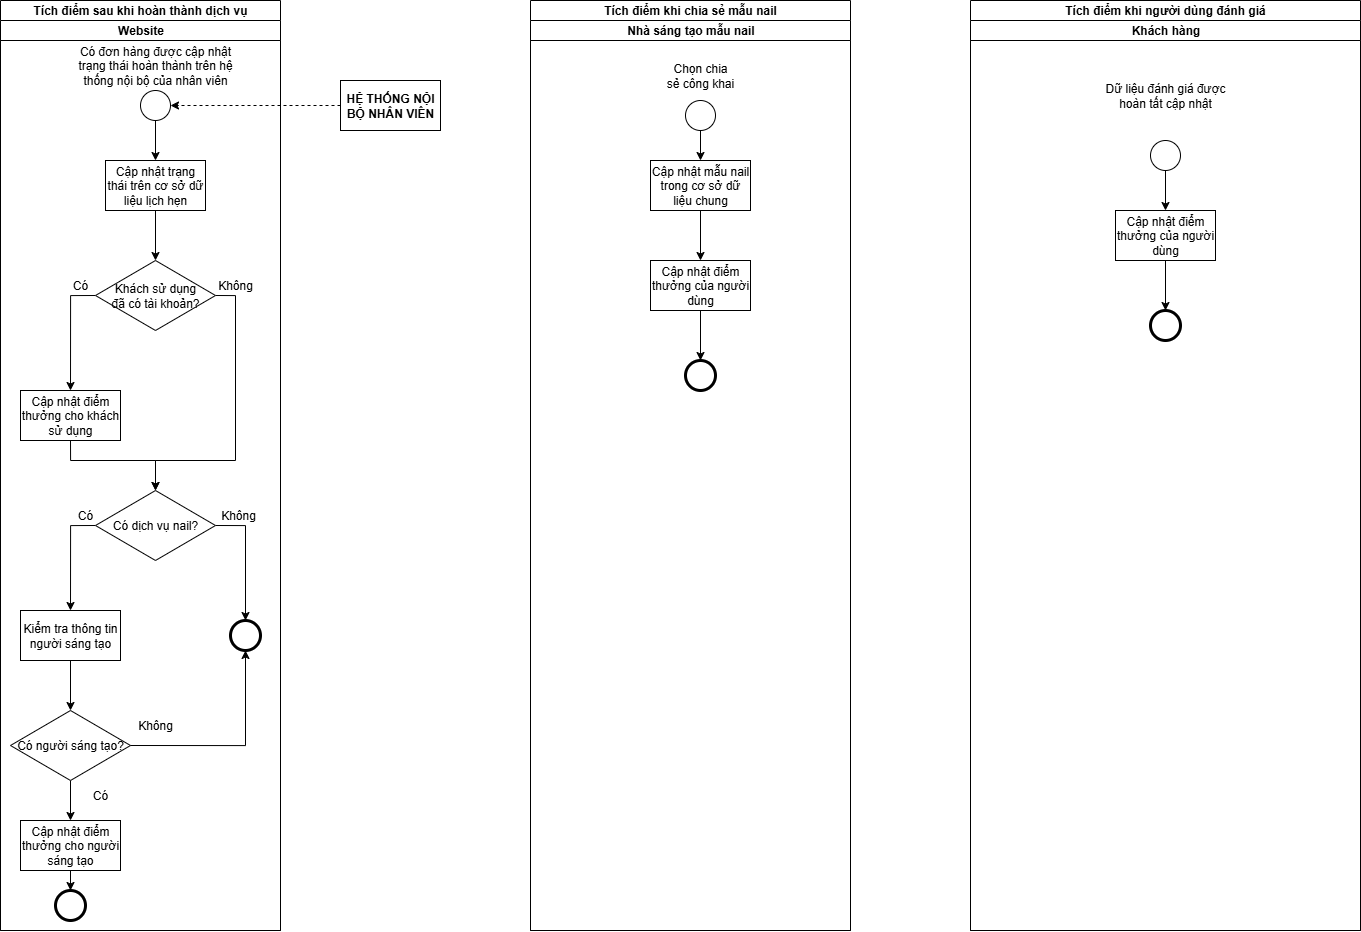 Tích điểm sau khi hoàn thành dịch vụ
Website
Có đơn hàng được cập nhật
trạng thái hoàn thành trên hệ
thống nội bộ của nhân viên
HỆ THỐNG NỘI
BỘ NHÂN VIÊN
Cập nhật trạng
thái trên cơ sở dữ
liệu lịch hẹn
Khách sử dụng
đã có tài khoản?
Có
Không
Cập nhật điểm
thưởng cho khách
sử dụng
Có dịch vụ nail?
Có
Không
Kiểm tra thông tin
người sáng tạo
Có người sáng tạo?
Không
Có
Cập nhật điểm
thưởng cho người
sáng tạo
Tích điểm khi chia sẻ mẫu nail
Nhà sáng tạo mẫu nail
Chọn chia
sẻ công khai
Cập nhật mẫu nail
trong cơ sở dữ
liệu chung
Cập nhật điểm
thưởng của người
dùng
Tích điểm khi người dùng đánh giá
Khách hàng
Dữ liệu đánh giá được
hoàn tất cập nhật
Cập nhật điểm
thưởng của người
dùng